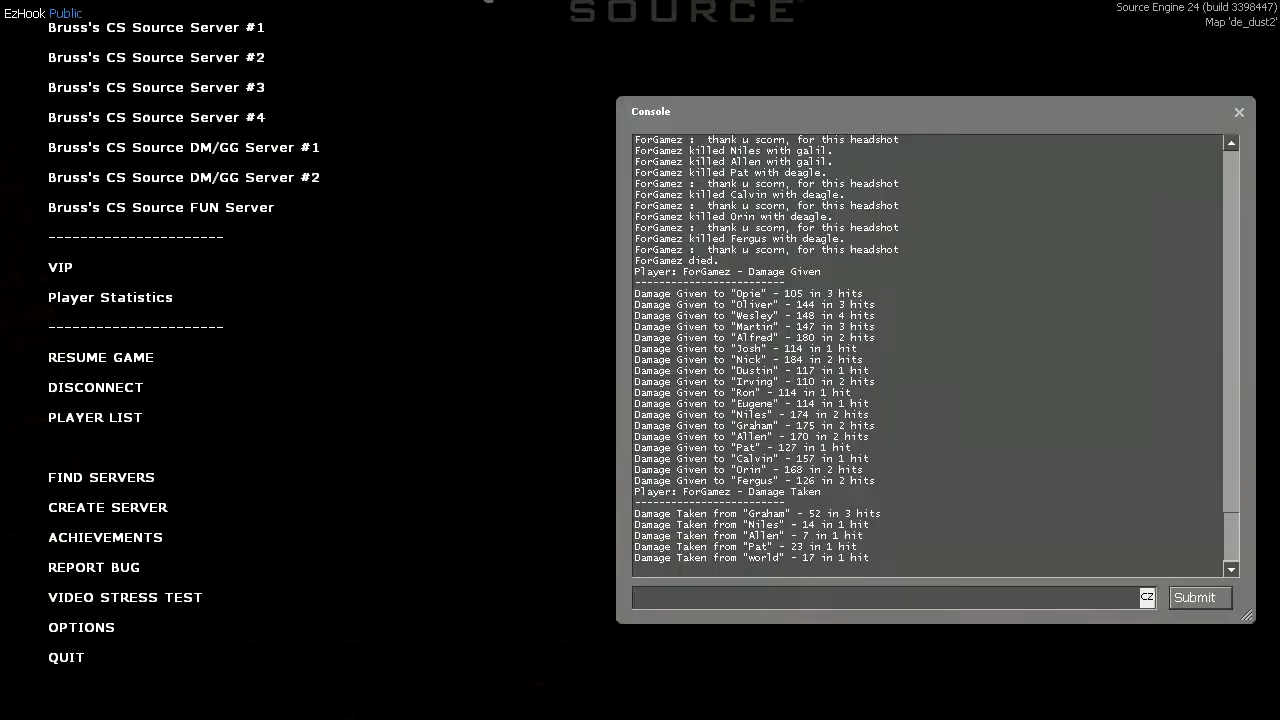 EzHook Public
SOURCE
Source Engine 24 (build 3398447)
Map 'de_dust2'
Bruss's CS Source Server #1
Bruss's CS Source Server #2
Bruss's CS Source Server #3
Bruss's CS Source Server #4
Bruss's CS Source DM/GG Server #1
Bruss's CS Source DM/GG Server #2
Bruss's CS Source FUN Server
----------------------
VIP
Player Statistics
----------------------
RESUME GAME
DISCONNECT
PLAYER LIST
FIND SERVERS
CREATE SERVER
ACHIEVEMENTS
REPORT BUG
VIDEO STRESS TEST
OPTIONS
QUIT
Console
ForGamez :  thank u scorn, for this headshot
ForGamez killed Niles with galil.
ForGamez killed Allen with galil.
ForGamez killed Pat with deagle.
ForGamez :  thank u scorn, for this headshot
ForGamez killed Calvin with deagle.
ForGamez :  thank u scorn, for this headshot
ForGamez killed Orin with deagle.
ForGamez :  thank u scorn, for this headshot
ForGamez killed Fergus with deagle.
ForGamez :  thank u scorn, for this headshot
ForGamez died.
Player: ForGamez - Damage Given
-------------------------
Damage Given to "Opie" - 105 in 3 hits
Damage Given to "Oliver" - 144 in 3 hits
Damage Given to "Wesley" - 148 in 4 hits
Damage Given to "Martin" - 147 in 3 hits
Damage Given to "Alfred" - 180 in 2 hits
Damage Given to "Josh" - 114 in 1 hit
Damage Given to "Nick" - 184 in 2 hits
Damage Given to "Dustin" - 117 in 1 hit
Damage Given to "Irving" - 110 in 2 hits
Damage Given to "Ron" - 114 in 1 hit
Damage Given to "Eugene" - 114 in 1 hit
Damage Given to "Niles" - 174 in 2 hits
Damage Given to "Graham" - 175 in 2 hits
Damage Given to "Allen" - 170 in 2 hits
Damage Given to "Pat" - 127 in 1 hit
Damage Given to "Calvin" - 157 in 1 hit
Damage Given to "Orin" - 168 in 2 hits
Damage Given to "Fergus" - 126 in 2 hits
Player: ForGamez - Damage Taken
-------------------------
Damage Taken from "Graham" - 52 in 3 hits
Damage Taken from "Niles" - 14 in 1 hit
Damage Taken from "Allen" - 7 in 1 hit
Damage Taken from "Pat" - 23 in 1 hit
Damage Taken from "world" - 17 in 1 hit
CZ
Submit